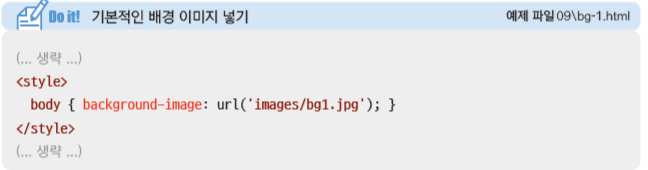 Do it! 기본적인 배경 이미지 넣기 예제 파일 09\bg-1.html
(... 생략 ...)
<style>
body { background-image: url('images/bg1.jpg'); }
</style>
(... 생략 ...)